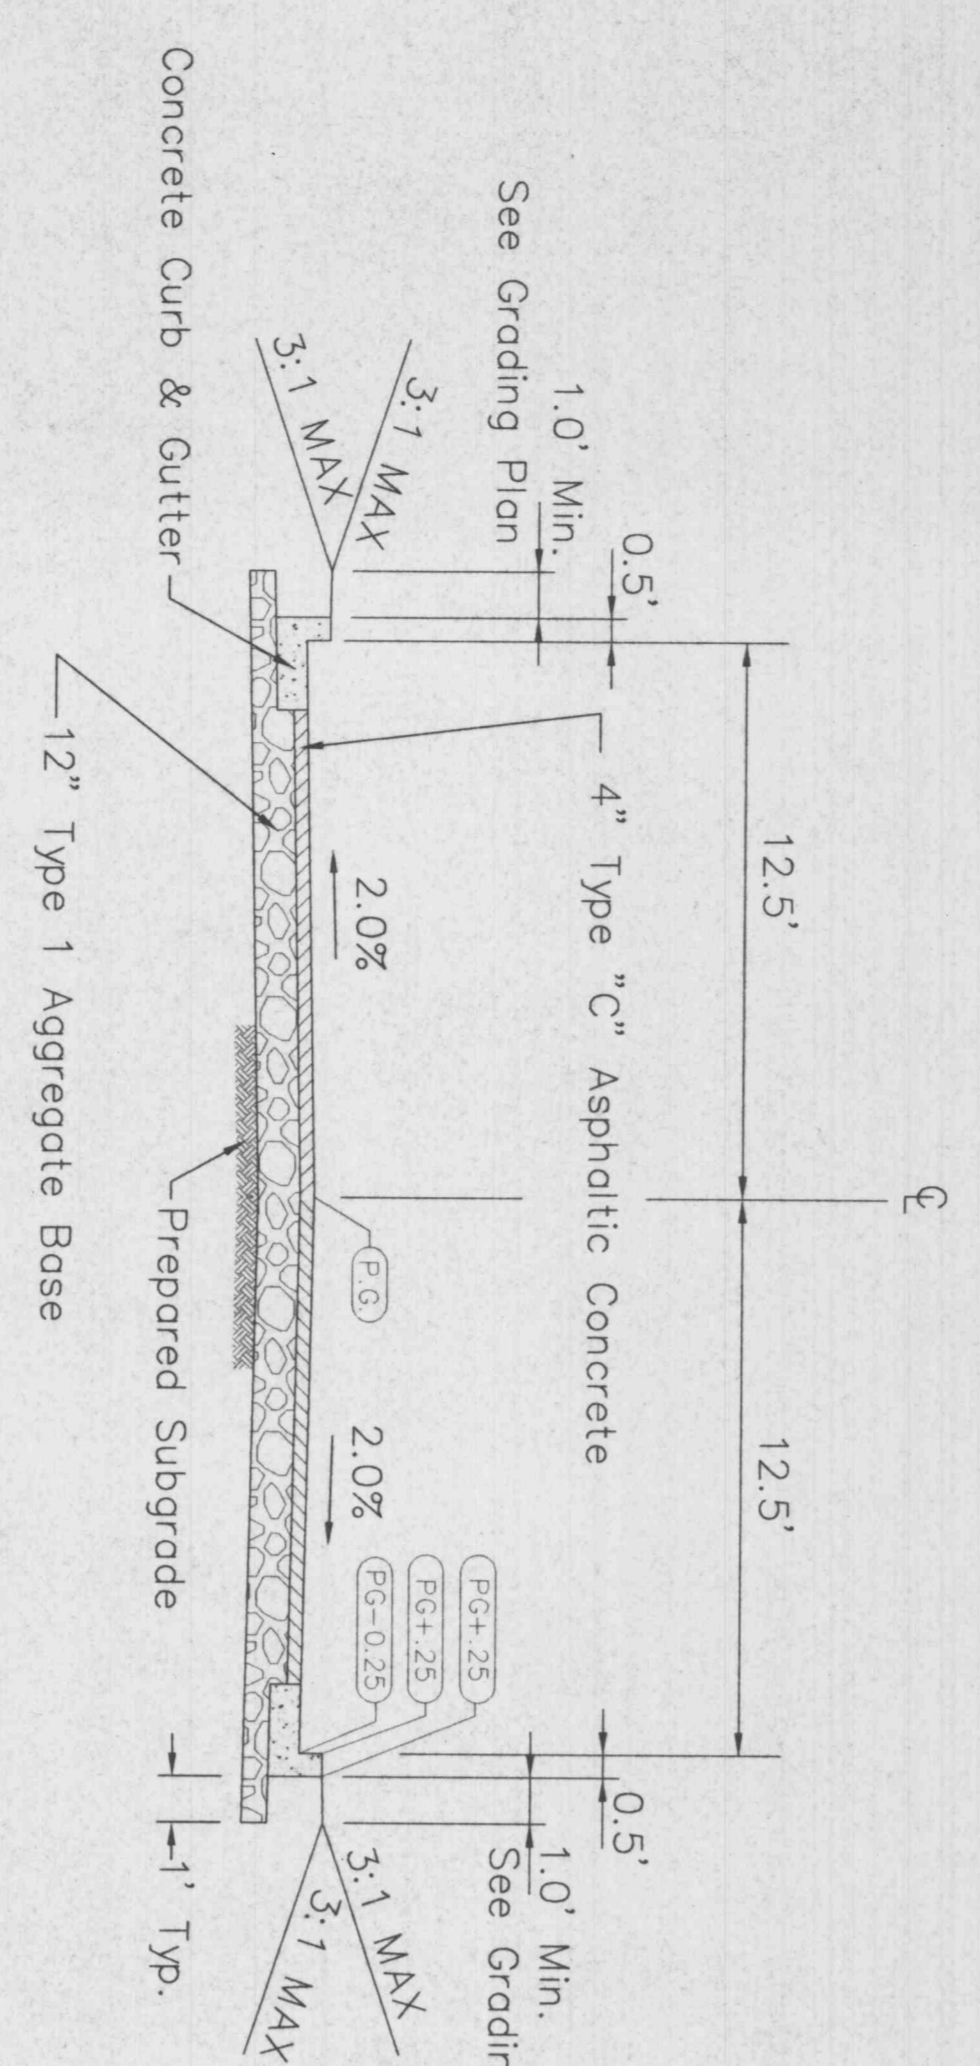 ℄
12.5'
12.5'
0.5'
0.5'
1.0' Min.
See Grading Plan
4" Type "C" Asphaltic Concrete
1.0' Min.
See Gradin
3:1 MAX
3:1 MAX
2.0%
P.G.
2.0%
PG+.25
PG+.25
PG-0.25
3:1 MAX
3:1 MAX
Concrete Curb & Gutter
Prepared Subgrade
1' Typ.
12" Type 1 Aggregate Base